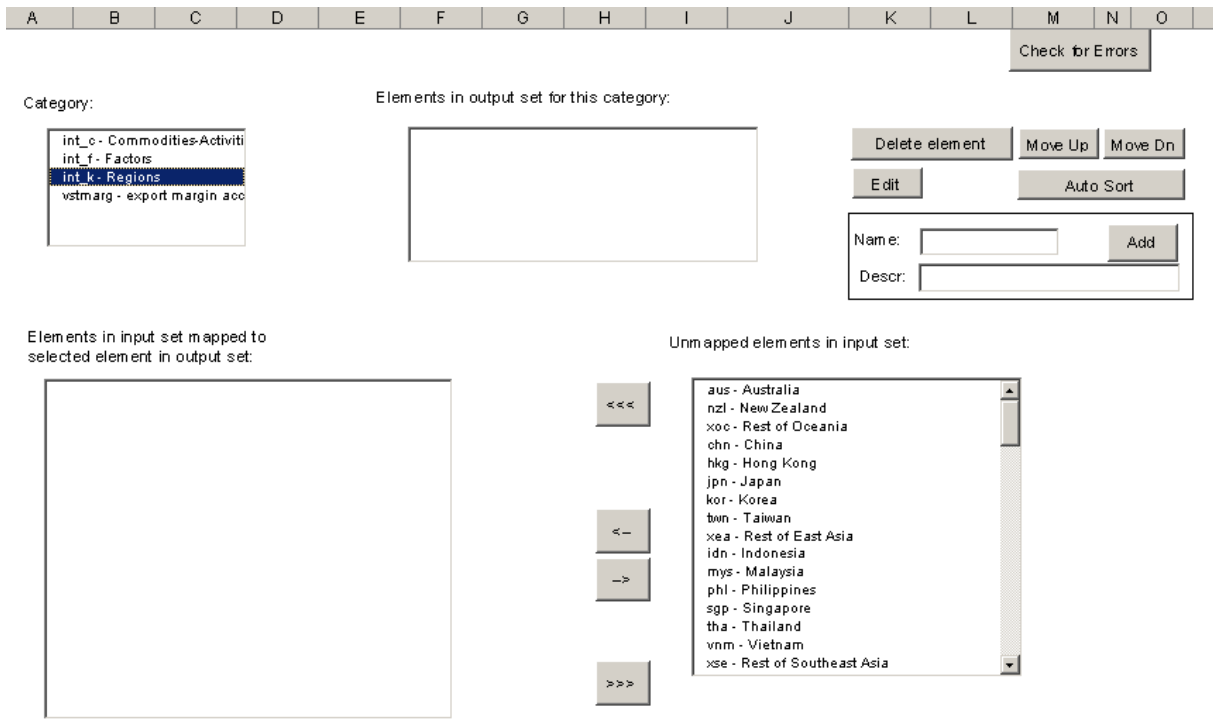 A B C D E F G H I J K L M N O
Check for Errors
Category:
Elements in output set for this category:
int_c - Commodities-Activiti
int_f - Factors
int_k - Regions
vstmarg - export margin acc
Delete element
Move Up
Move Dn
Edit
Auto Sort
Name:
Add
Descr:
Elements in input set mapped to
selected element in output set:
Unmapped elements in input set:
<<<
<--
-->
>>>
aus - Australia
nzl - New Zealand
xoc - Rest of Oceania
chn - China
hkg - Hong Kong
jpn - Japan
kor - Korea
twn - Taiwan
xea - Rest of East Asia
idn - Indonesia
mys - Malaysia
phl - Philippines
sgp - Singapore
tha - Thailand
vnm - Vietnam
xse - Rest of Southeast Asia